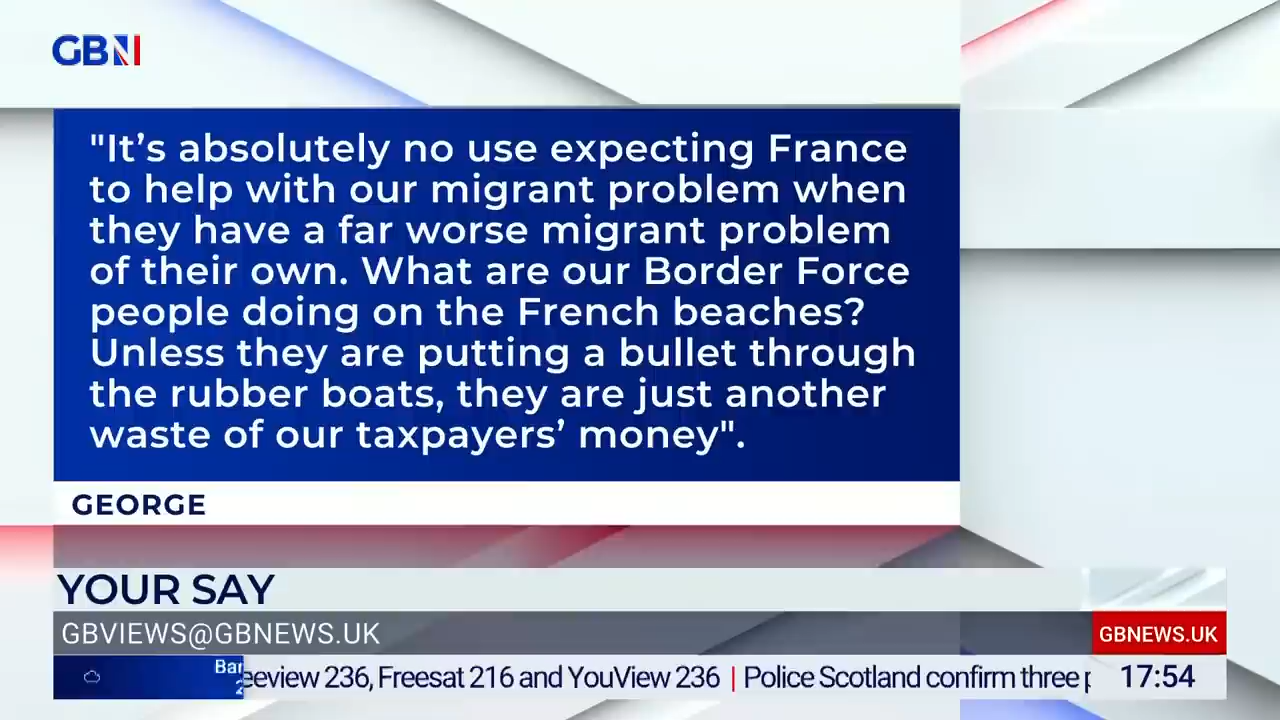 GBN
"It’s absolutely no use expecting France
to help with our migrant problem when
they have a far worse migrant problem
of their own. What are our Border Force
people doing on the French beaches?
Unless they are putting a bullet through
the rubber boats, they are just another
waste of our taxpayers’ money".
GEORGE
YOUR SAY
GBVIEWS@GBNEWS.UK
GBNEWS.UK
eeview 236, Freesat 216 and YouView 236 | Police Scotland confirm three
17:54